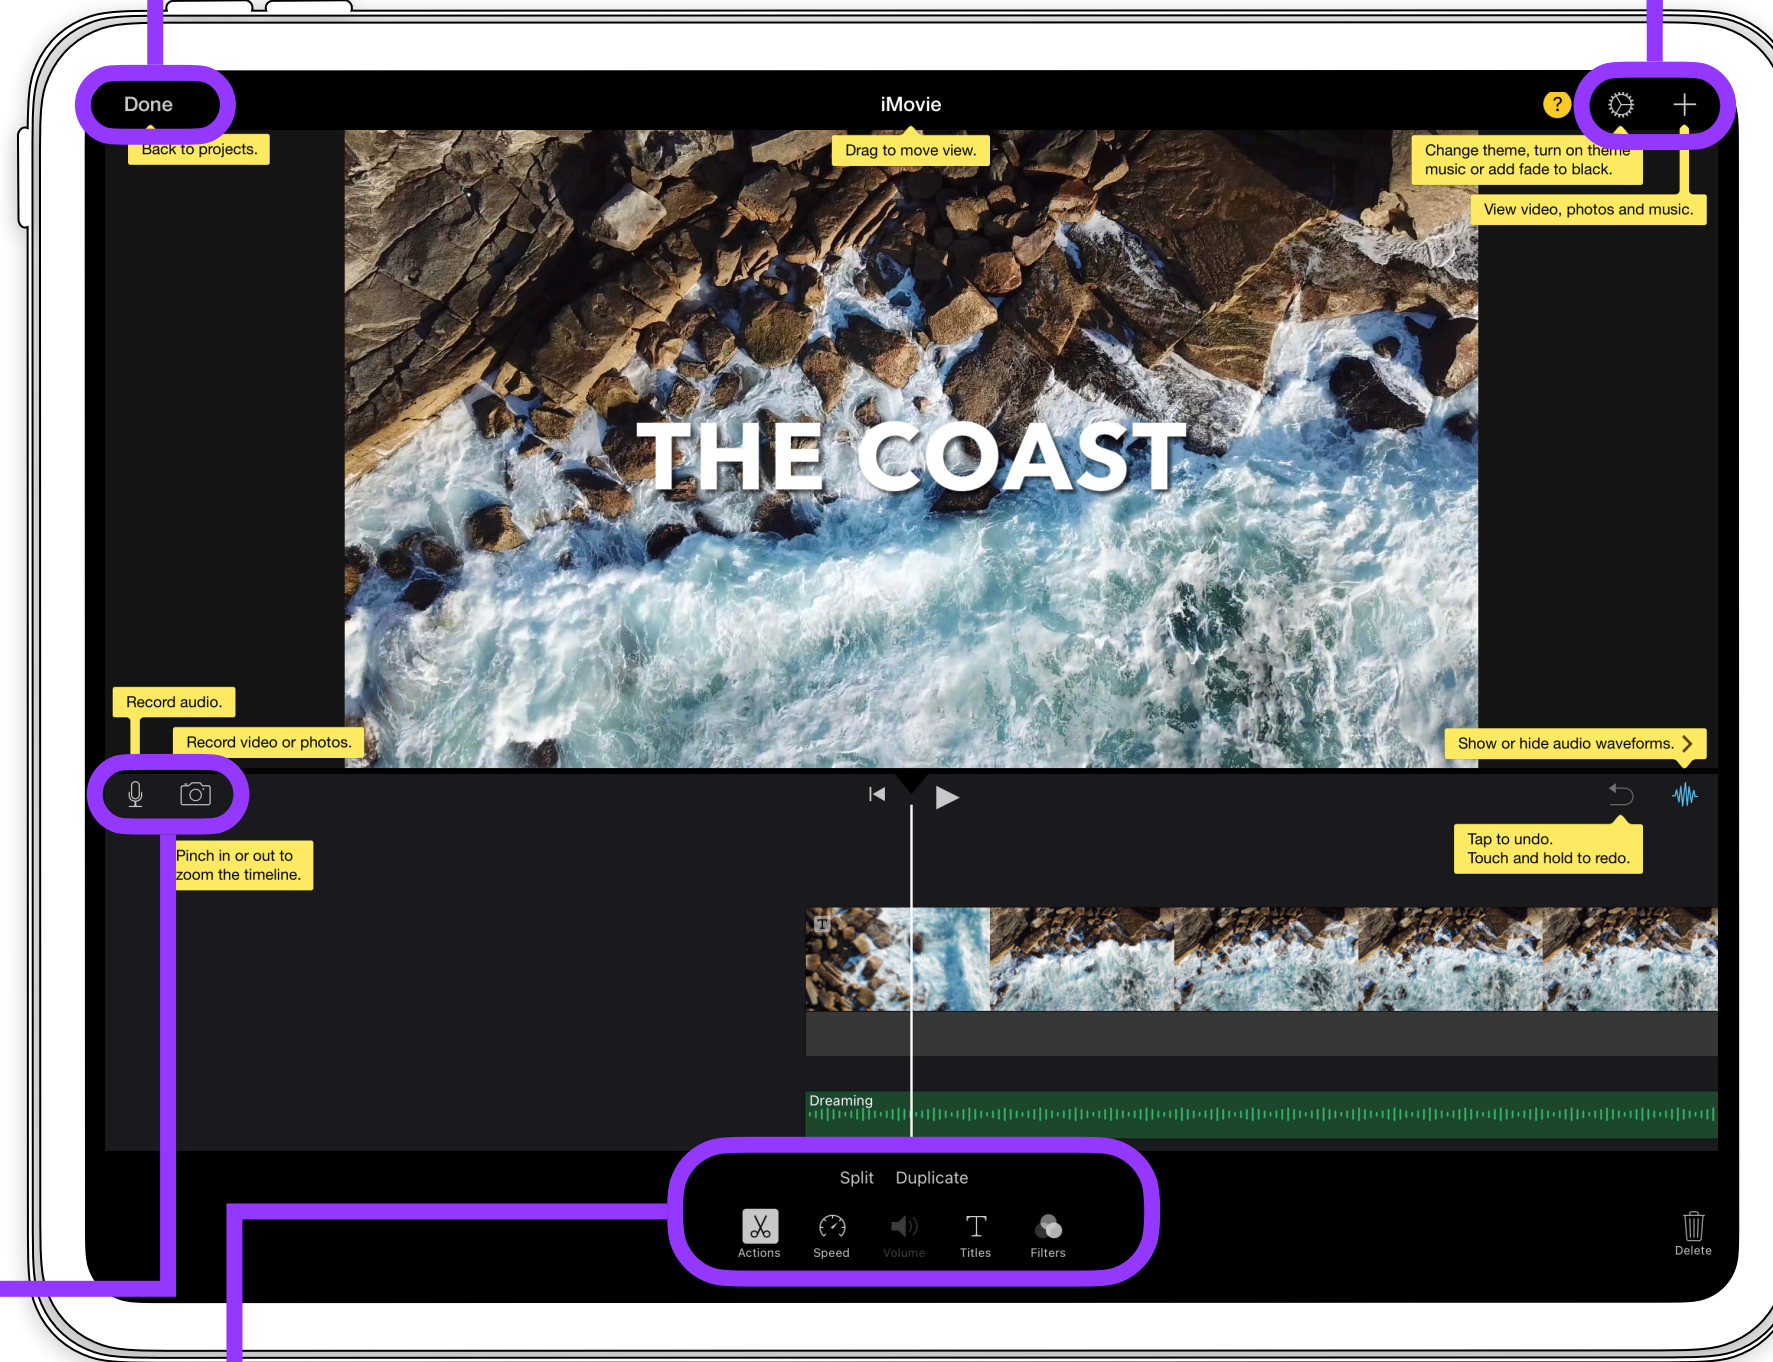 Done
iMovie
?
Back to projects.
Drag to move view.
Change theme, turn on theme
music or add fade to black.
View video, photos and music.
THE COAST
Record audio.
Record video or photos.
Show or hide audio waveforms.
Pinch in or out to
zoom the timeline.
Tap to undo.
Touch and hold to redo.
T
Dreaming
Split Duplicate
Actions Speed Volume Titles Filters
Delete